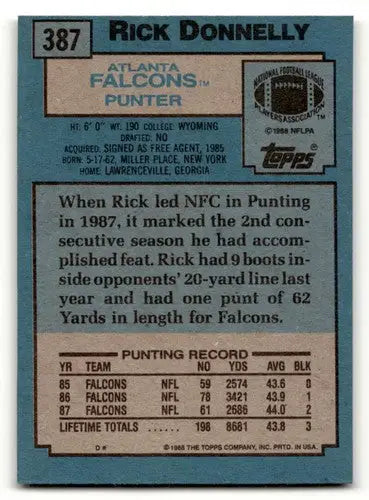 387
RICK DONNELLY
ATLANTA
FALCONS™
PUNTER
NATIONAL FOOTBALL LEAGUE
PLAYERS ASSOCIATION
©1988 NFLPA
topps
HT: 6' 0" WT: 190 COLLEGE: WYOMING
DRAFTED: NO
ACQUIRED: SIGNED AS FREE AGENT, 1985
BORN: 5-17-62, MILLER PLACE, NEW YORK
HOME: LAWRENCEVILLE, GEORGIA
When Rick led NFC in Punting
in 1987, it marked the 2nd con-
secutive season he had accom-
plished feat. Rick had 9 boots in-
side opponents' 20-yard line last
year and had one punt of 62
Yards in length for Falcons.
PUNTING RECORD
YR TEAM NO YDS AVG BLK
85 FALCONS NFL 59 2574 43.6 0
86 FALCONS NFL 78 3421 43.9 1
87 FALCONS NFL 61 2686 44.0 2
LIFETIME TOTALS 198 8681 43.8 3
D* ©1988 THE TOPPS COMPANY, INC. PRTD. IN USA.